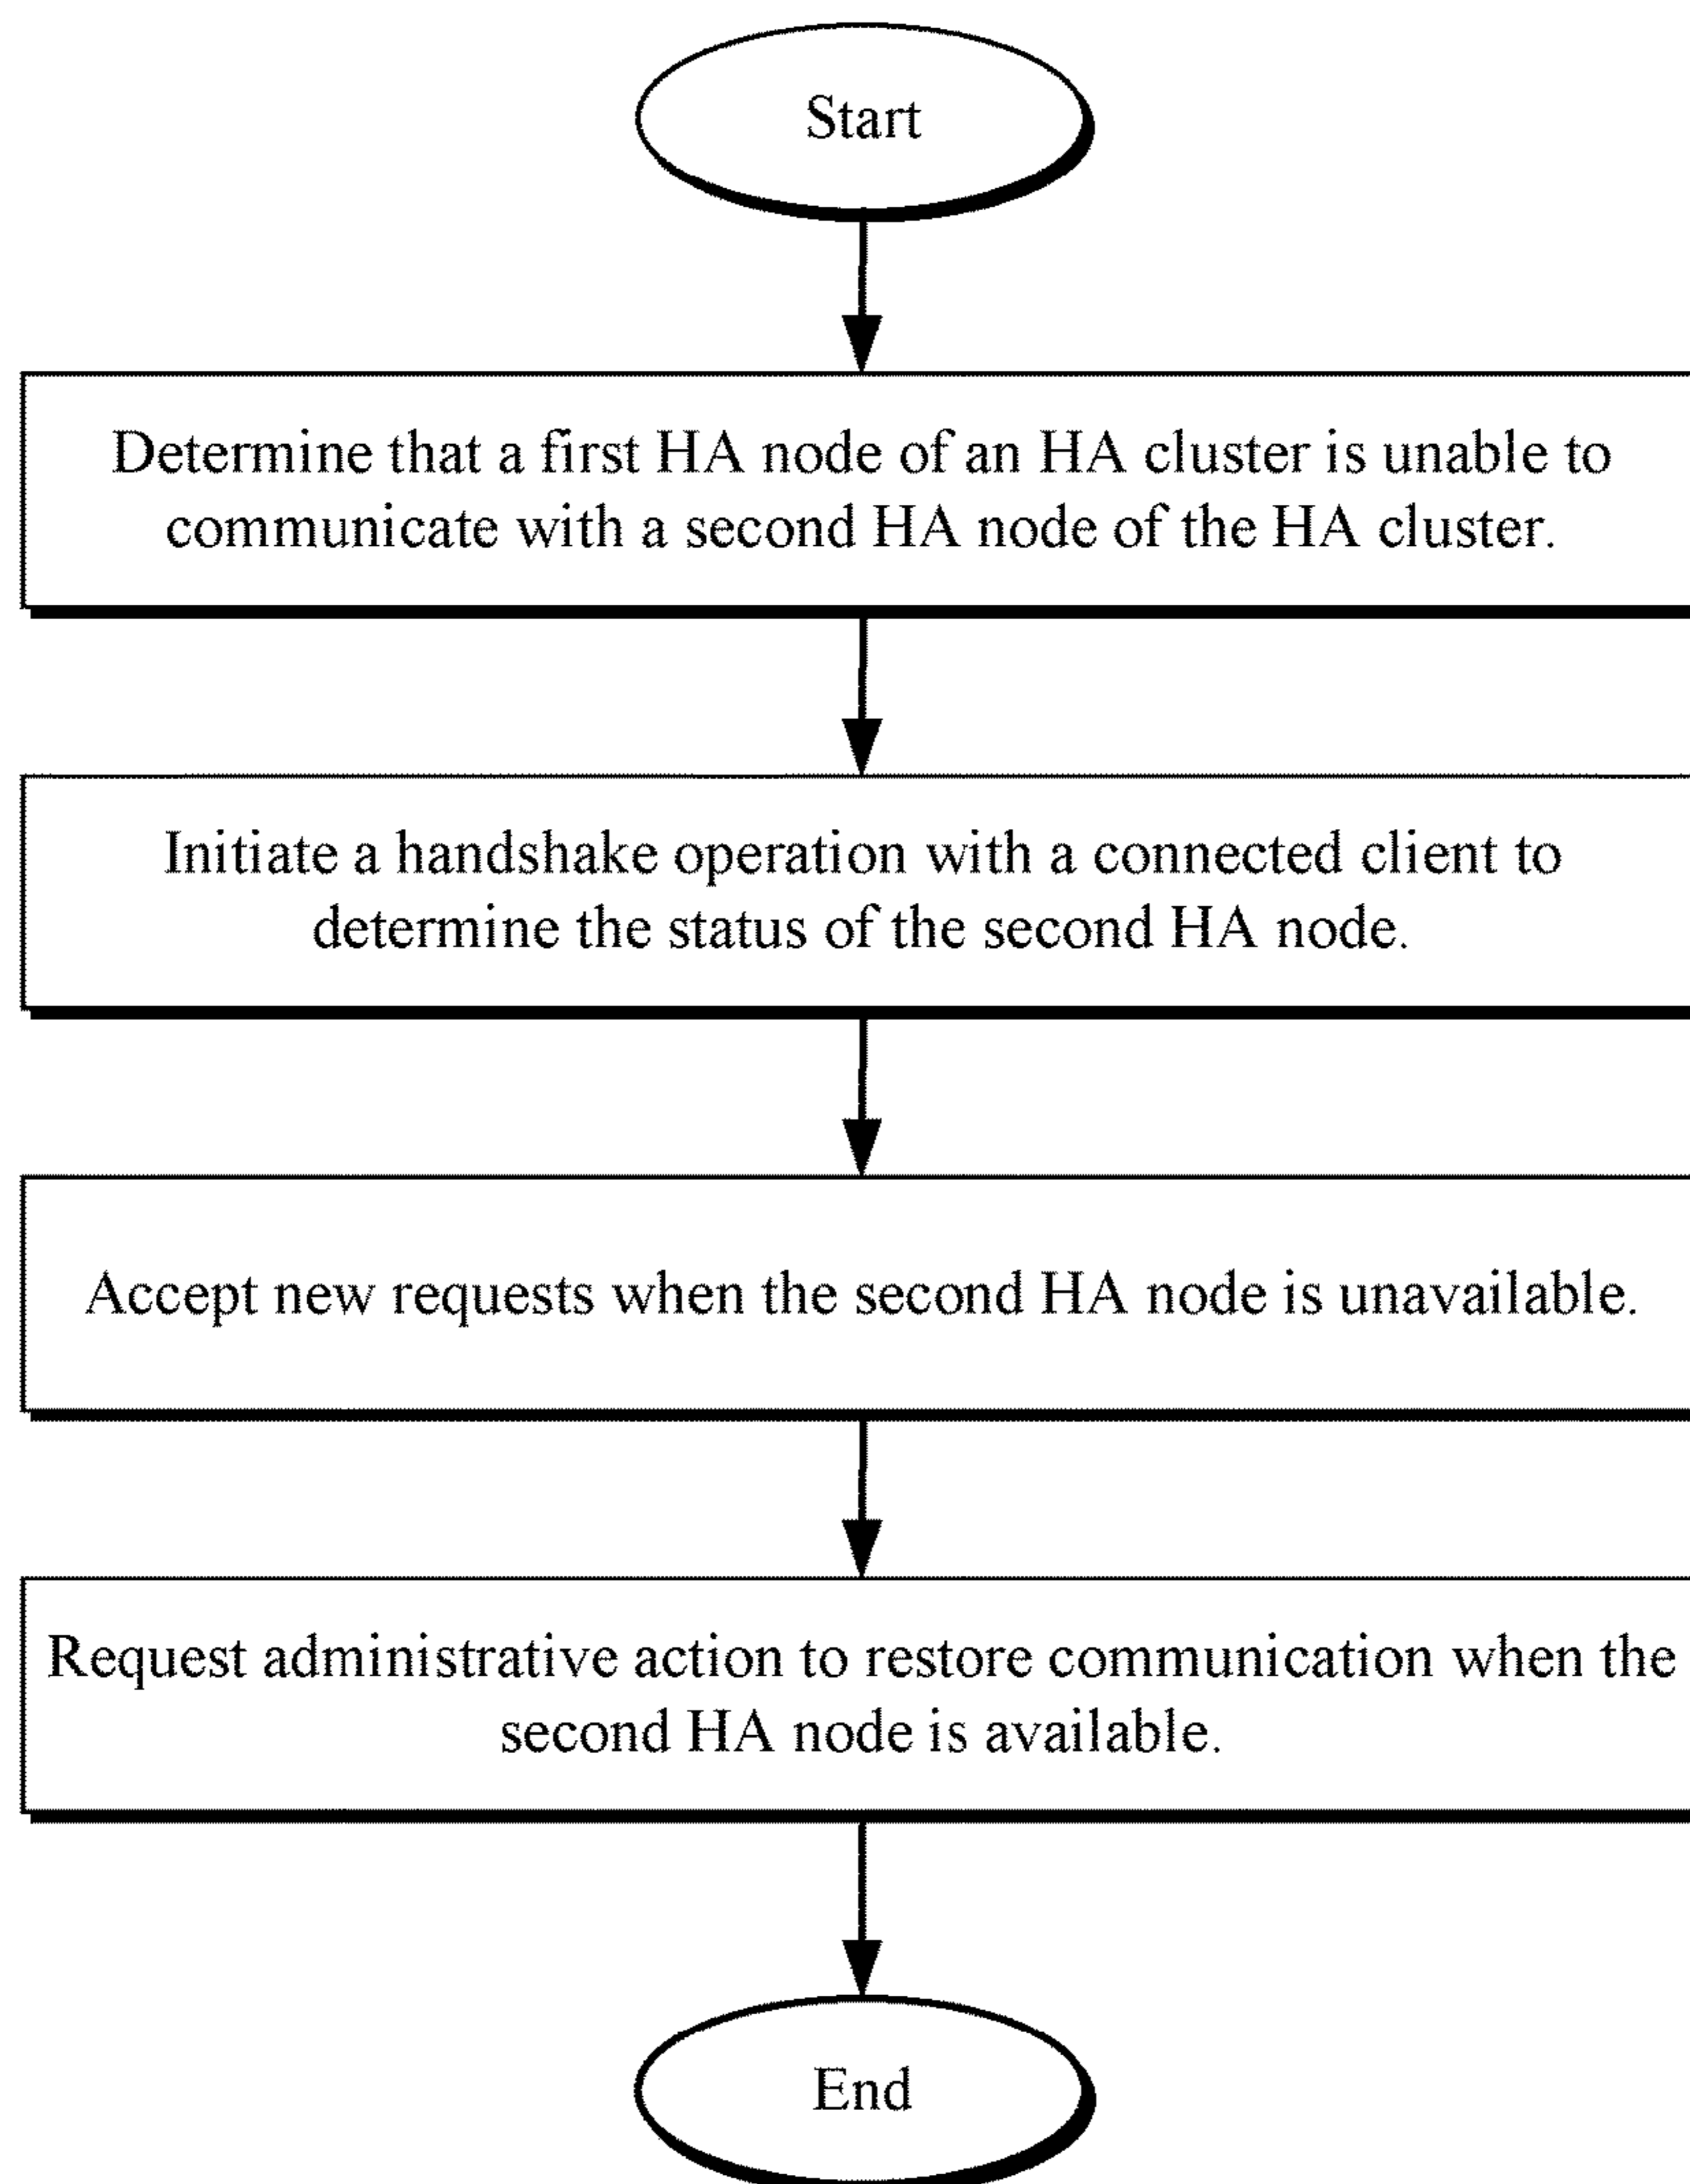 Start
Determine that a first HA node of an HA cluster is unable to
communicate with a second HA node of the HA cluster.
Initiate a handshake operation with a connected client to
determine the status of the second HA node.
Accept new requests when the second HA node is unavailable.
Request administrative action to restore communication when the
second HA node is available.
End